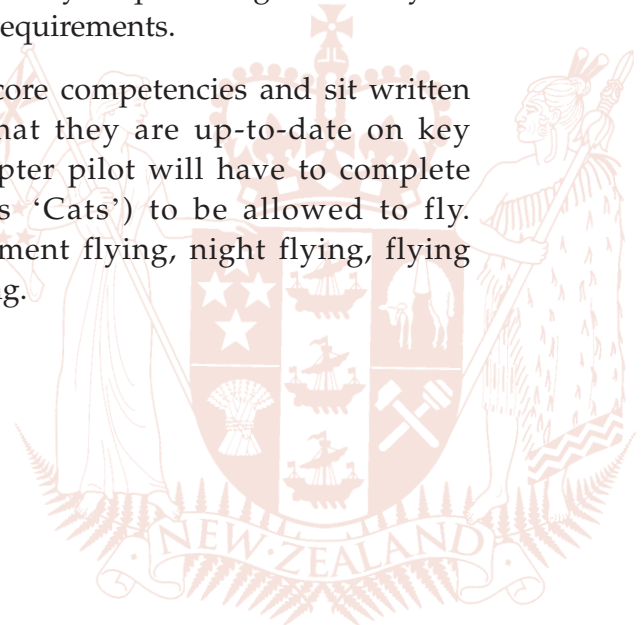 equirements.
core competencies and sit written
hat they are up-to-date on key
pter pilot will have to complete
s ‘Cats’) to be allowed to fly.
ment flying, night flying, flying
g.
NEW·ZEALAND